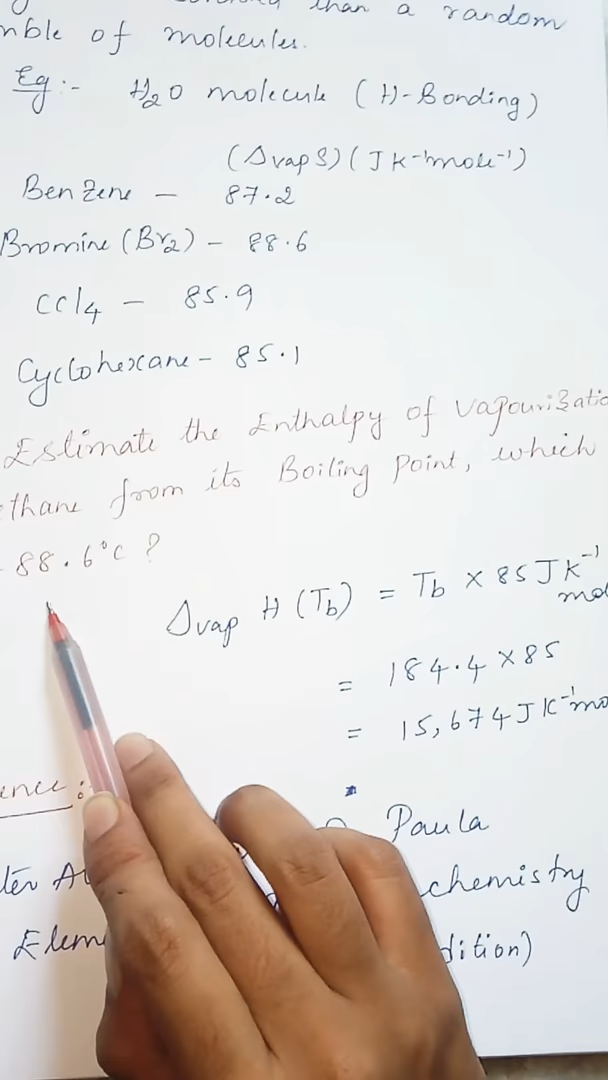 than a random
mble of molecules.
Eg:- H2O molecule (H-Bonding)
(ΔvapS)(JK⁻¹mole⁻¹)
Benzene — 87.2
Bromine (Br2) - 88.6
CCl4 — 85.9
Cyclohexane - 85.1
Estimate the Enthalpy of vapourizatio
thane from its Boiling point, which
- 88.6°C ?
Δvap H (Tb) = Tb × 85 JK⁻¹
mo
= 184.4 × 85
= 15,674 J K⁻¹mo
ence:
Paula
ter A
chemistry
Elem
dition)